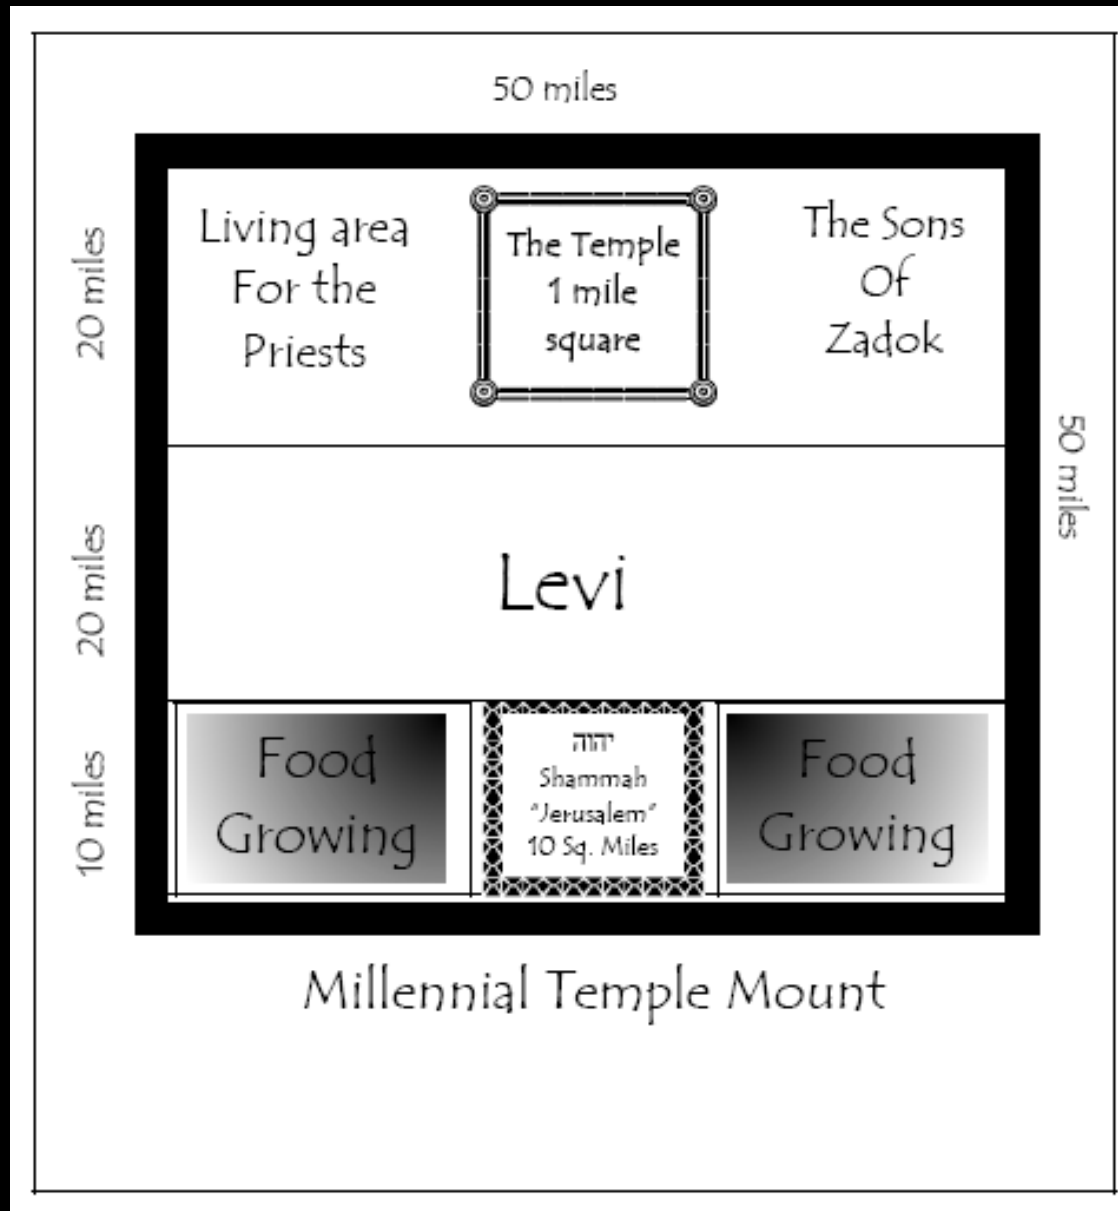 50 miles
20 miles
Living area
For the
Priests
The Temple
1 mile
square
The Sons
Of
Zadok
50 miles
20 miles
Levi
10 miles
Food
Growing
יהוה
Shammah
"Jerusalem"
10 Sq. Miles
Food
Growing
Millennial Temple Mount